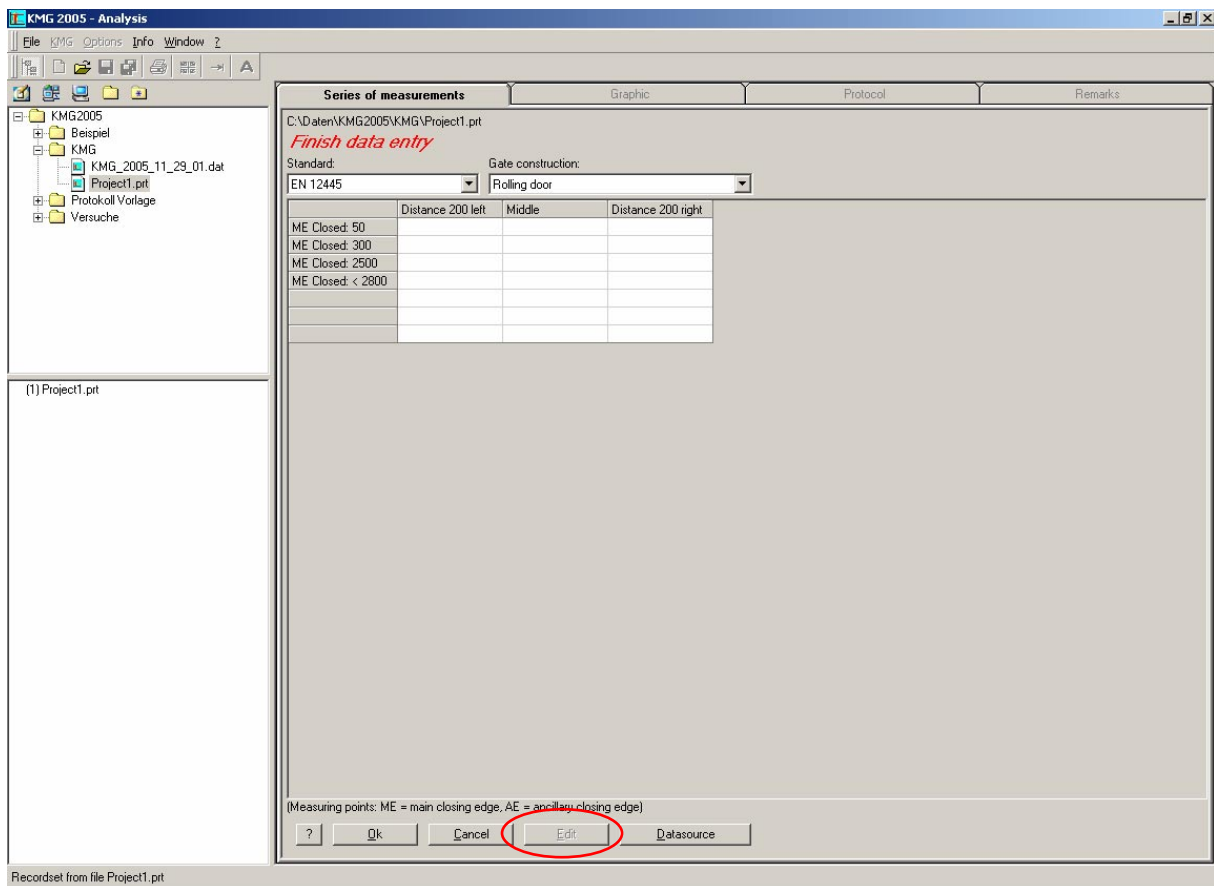 KMG 2005 - Analysis
File KMG Options Info Window ?
A
Series of measurements Graphic Protocol Remarks
KMG2005
Beispiel
KMG
KMG_2005_11_29_01.dat
Project1.prt
Protokoll Vorlage
Versuche
(1) Project1.prt
C:\Daten\KMG2005\KMG\Project1.prt
Finish data entry
Standard: Gate construction:
EN 12445 Rolling door
Distance 200 left Middle Distance 200 right
ME Closed: 50
ME Closed: 300
ME Closed: 2500
ME Closed: < 2800
(Measuring points: ME = main closing edge, AE = ancillary closing edge)
? Ok Cancel Edit Datasource
Recordset from file Project1.prt